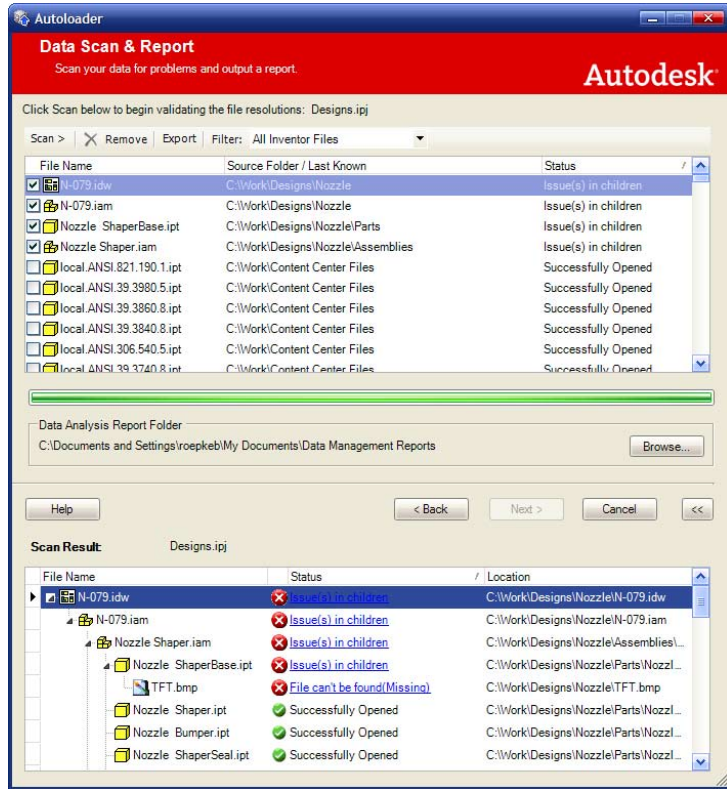 Autoloader
Data Scan & Report
Scan your data for problems and output a report.
Autodesk
Click Scan below to begin validating the file resolutions: Designs.ipj
Scan > Remove Export Filter: All Inventor Files
File Name Source Folder / Last Known Status /
N-079.idw C:\Work\Designs\Nozzle Issue(s) in children
N-079.iam C:\Work\Designs\Nozzle Issue(s) in children
Nozzle ShaperBase.ipt C:\Work\Designs\Nozzle\Parts Issue(s) in children
Nozzle Shaper.iam C:\Work\Designs\Nozzle\Assemblies Issue(s) in children
local.ANSI.821.190.1.ipt C:\Work\Content Center Files Successfully Opened
local.ANSI.39.3980.5.ipt C:\Work\Content Center Files Successfully Opened
local.ANSI.39.3860.8.ipt C:\Work\Content Center Files Successfully Opened
local.ANSI.39.3840.8.ipt C:\Work\Content Center Files Successfully Opened
local.ANSI.306.540.5.ipt C:\Work\Content Center Files Successfully Opened
local.ANSI.39.3740.8.ipt C:\Work\Content Center Files Successfully Opened
Data Analysis Report Folder
C:\Documents and Settings\roepkeb\My Documents\Data Management Reports Browse...
Help < Back Next > Cancel <<
Scan Result: Designs.ipj
File Name Status / Location
N-079.idw Issue(s) in children C:\Work\Designs\Nozzle\N-079.idw
N-079.iam Issue(s) in children C:\Work\Designs\Nozzle\N-079.iam
Nozzle Shaper.iam Issue(s) in children C:\Work\Designs\Nozzle\Assemblies\...
Nozzle ShaperBase.ipt Issue(s) in children C:\Work\Designs\Nozzle\Parts\Nozzl...
TFT.bmp File can't be found(Missing) C:\Work\Designs\Nozzle\TFT.bmp
Nozzle Shaper.ipt Successfully Opened C:\Work\Designs\Nozzle\Parts\Nozzl...
Nozzle Bumper.ipt Successfully Opened C:\Work\Designs\Nozzle\Parts\Nozzl...
Nozzle ShaperSeal.ipt Successfully Opened C:\Work\Designs\Nozzle\Parts\Nozzl...